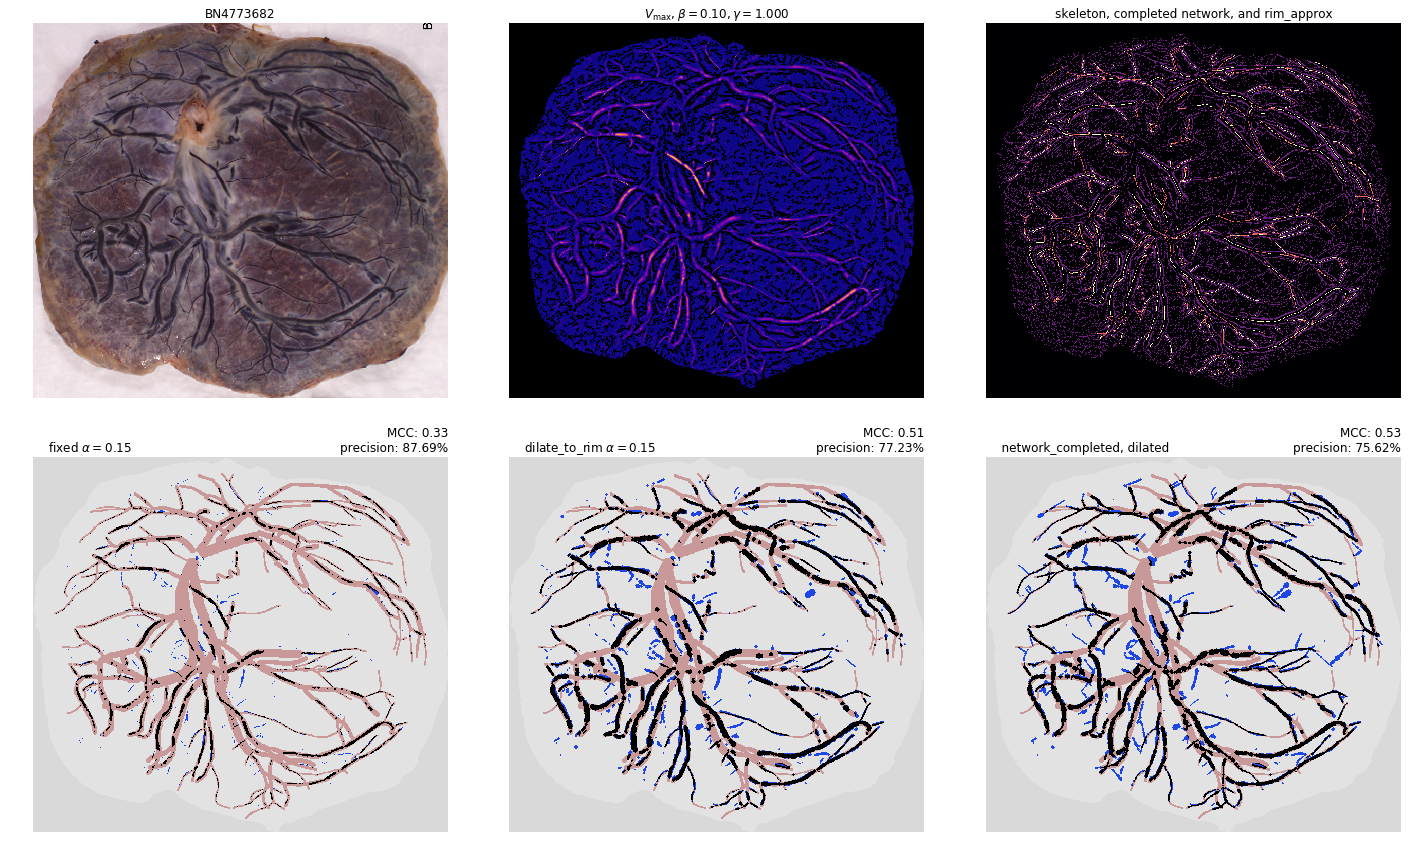 BN4773682
B
V_max, β = 0.10, γ = 1.000
skeleton, completed network, and rim_approx
fixed α = 0.15
MCC: 0.33
precision: 87.69%
dilate_to_rim α = 0.15
MCC: 0.51
precision: 77.23%
network_completed, dilated
MCC: 0.53
precision: 75.62%